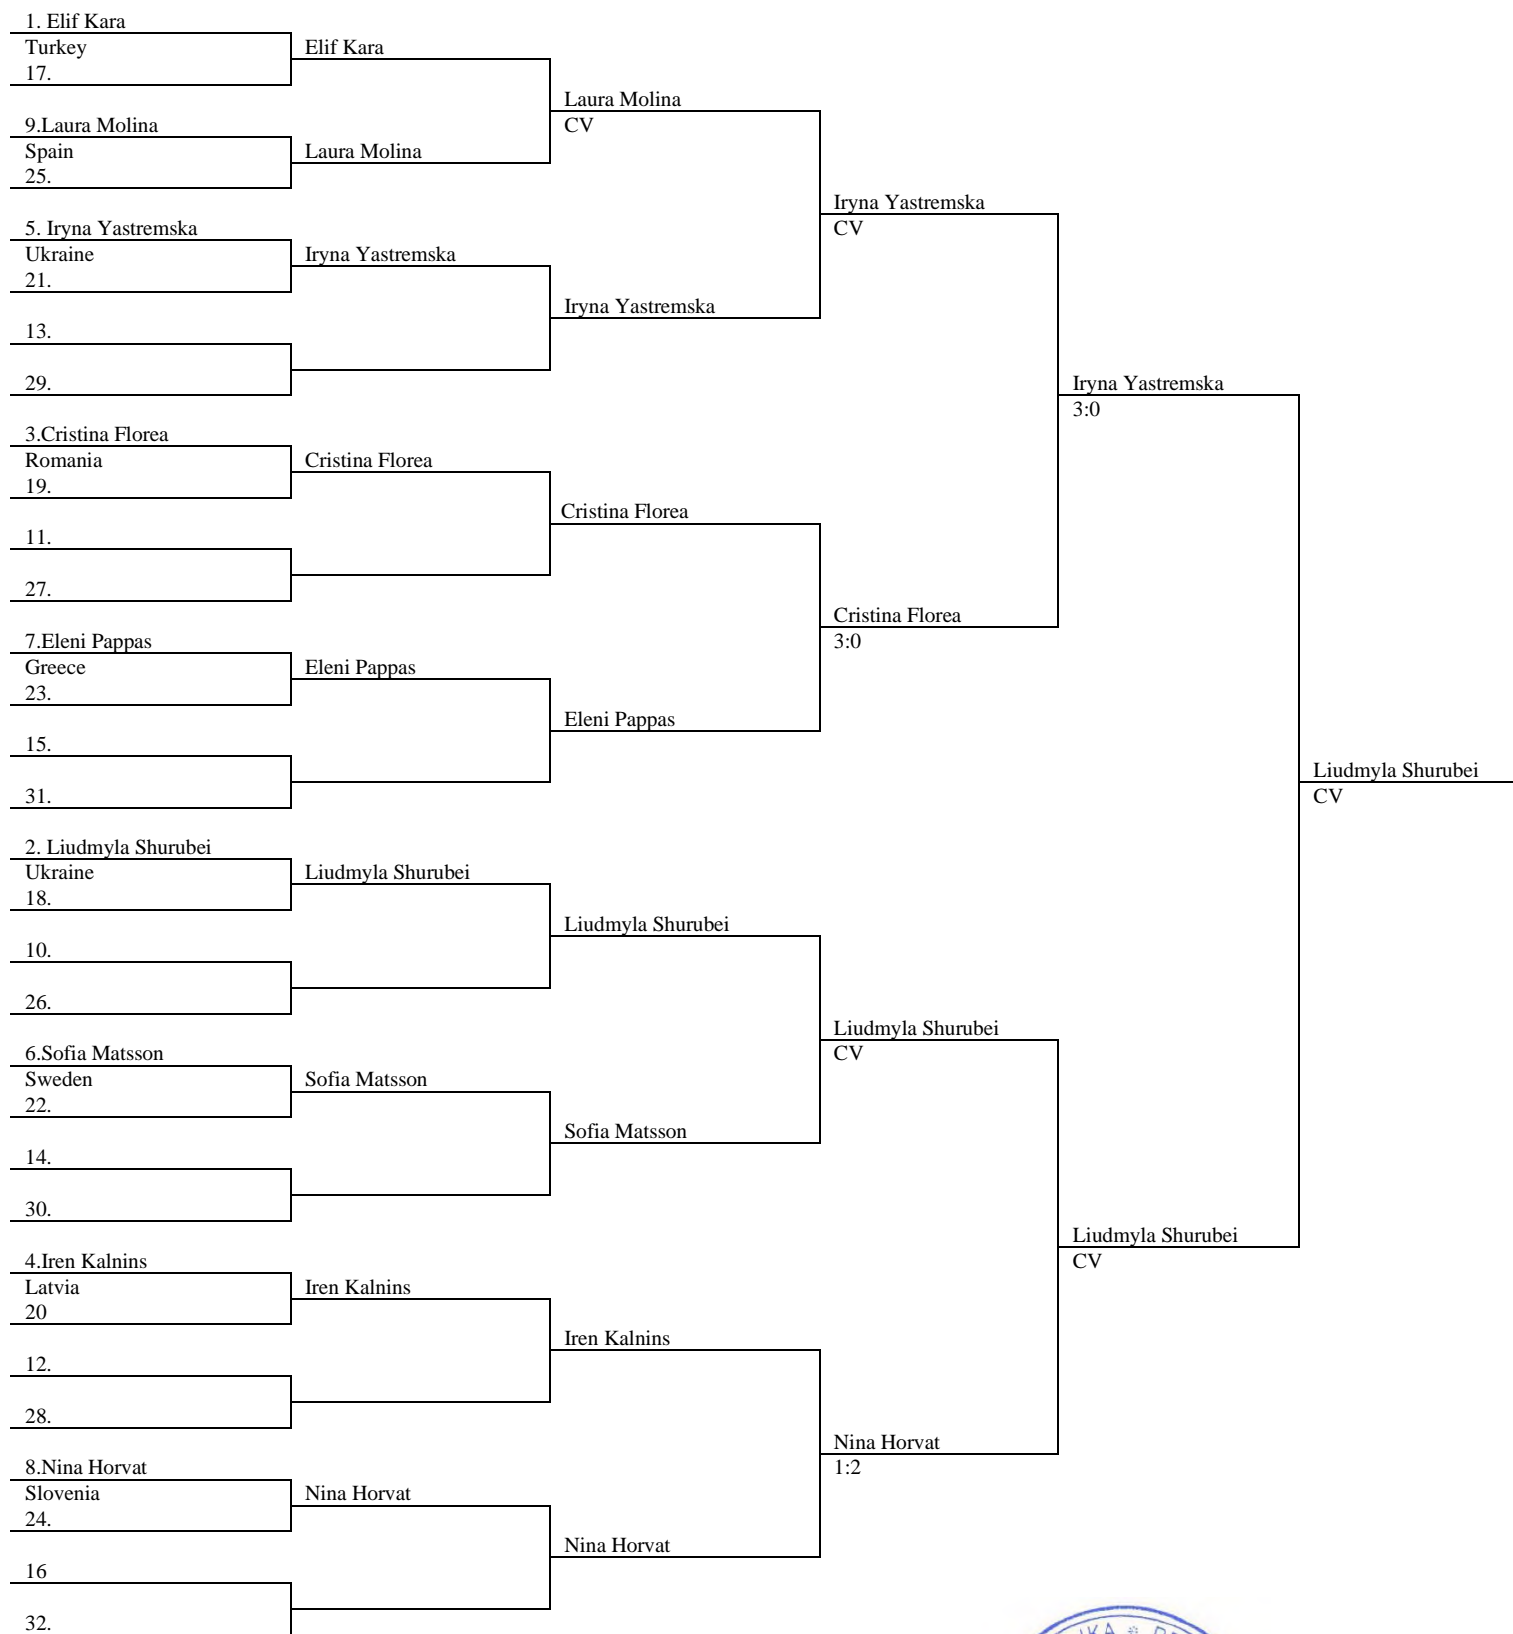 1. Elif Kara
Turkey
17.
9.Laura Molina
Spain
25.
5. Iryna Yastremska
Ukraine
21.
13.
29.
3.Cristina Florea
Romania
19.
11.
27.
7.Eleni Pappas
Greece
23.
15.
31.
2. Liudmyla Shurubei
Ukraine
18.
10.
26.
6.Sofia Matsson
Sweden
22.
14.
30.
4.Iren Kalnins
Latvia
20
12.
28.
8.Nina Horvat
Slovenia
24.
16
32.
Elif Kara
Laura Molina
Iryna Yastremska
Cristina Florea
Eleni Pappas
Liudmyla Shurubei
Sofia Matsson
Iren Kalnins
Nina Horvat
Laura Molina
CV
Iryna Yastremska
Cristina Florea
Eleni Pappas
Liudmyla Shurubei
Sofia Matsson
Iren Kalnins
Nina Horvat
Iryna Yastremska
CV
Cristina Florea
3:0
Liudmyla Shurubei
CV
Nina Horvat
1:2
Iryna Yastremska
3:0
Liudmyla Shurubei
CV
Liudmyla Shurubei
CV